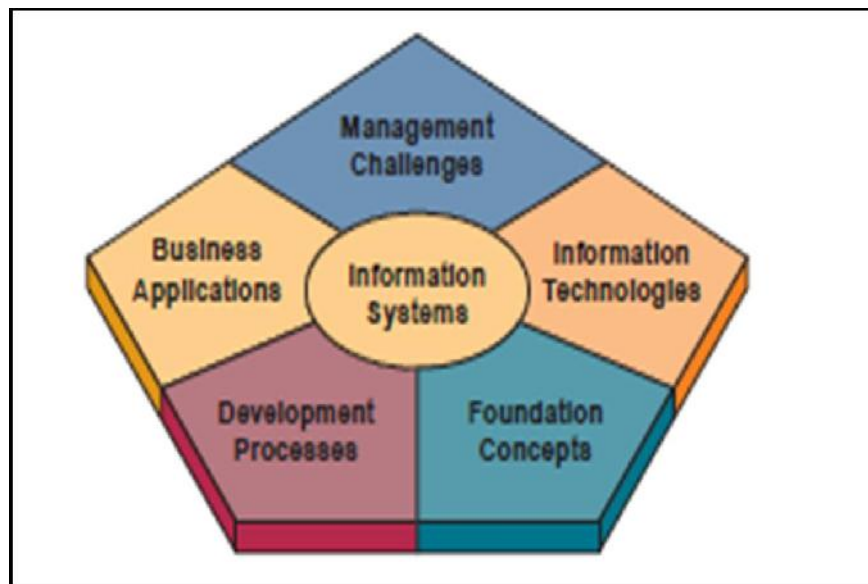 Management
Challenges
Business
Applications
Information
Systems
Information
Technologies
Development
Processes
Foundation
Concepts